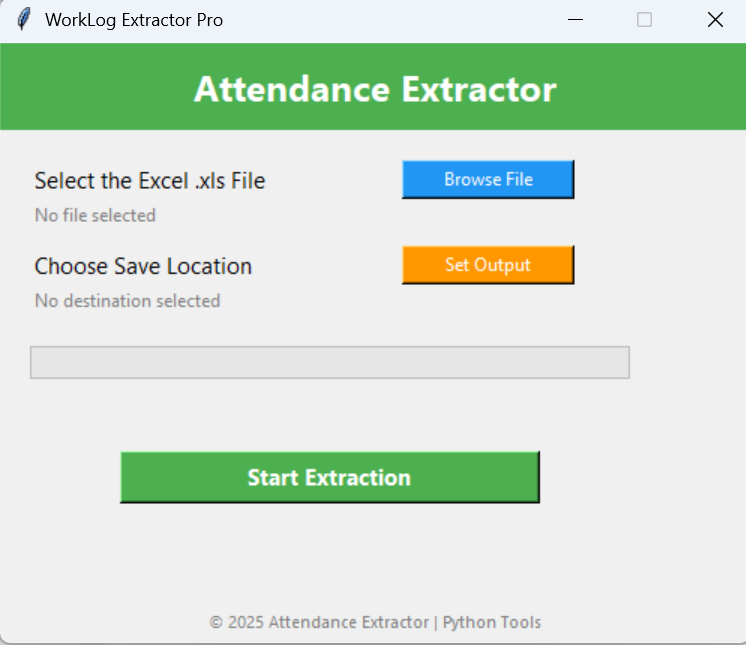 WorkLog Extractor Pro
Attendance Extractor
Select the Excel .xls File
Browse File
No file selected
Choose Save Location
Set Output
No destination selected
Start Extraction
© 2025 Attendance Extractor | Python Tools